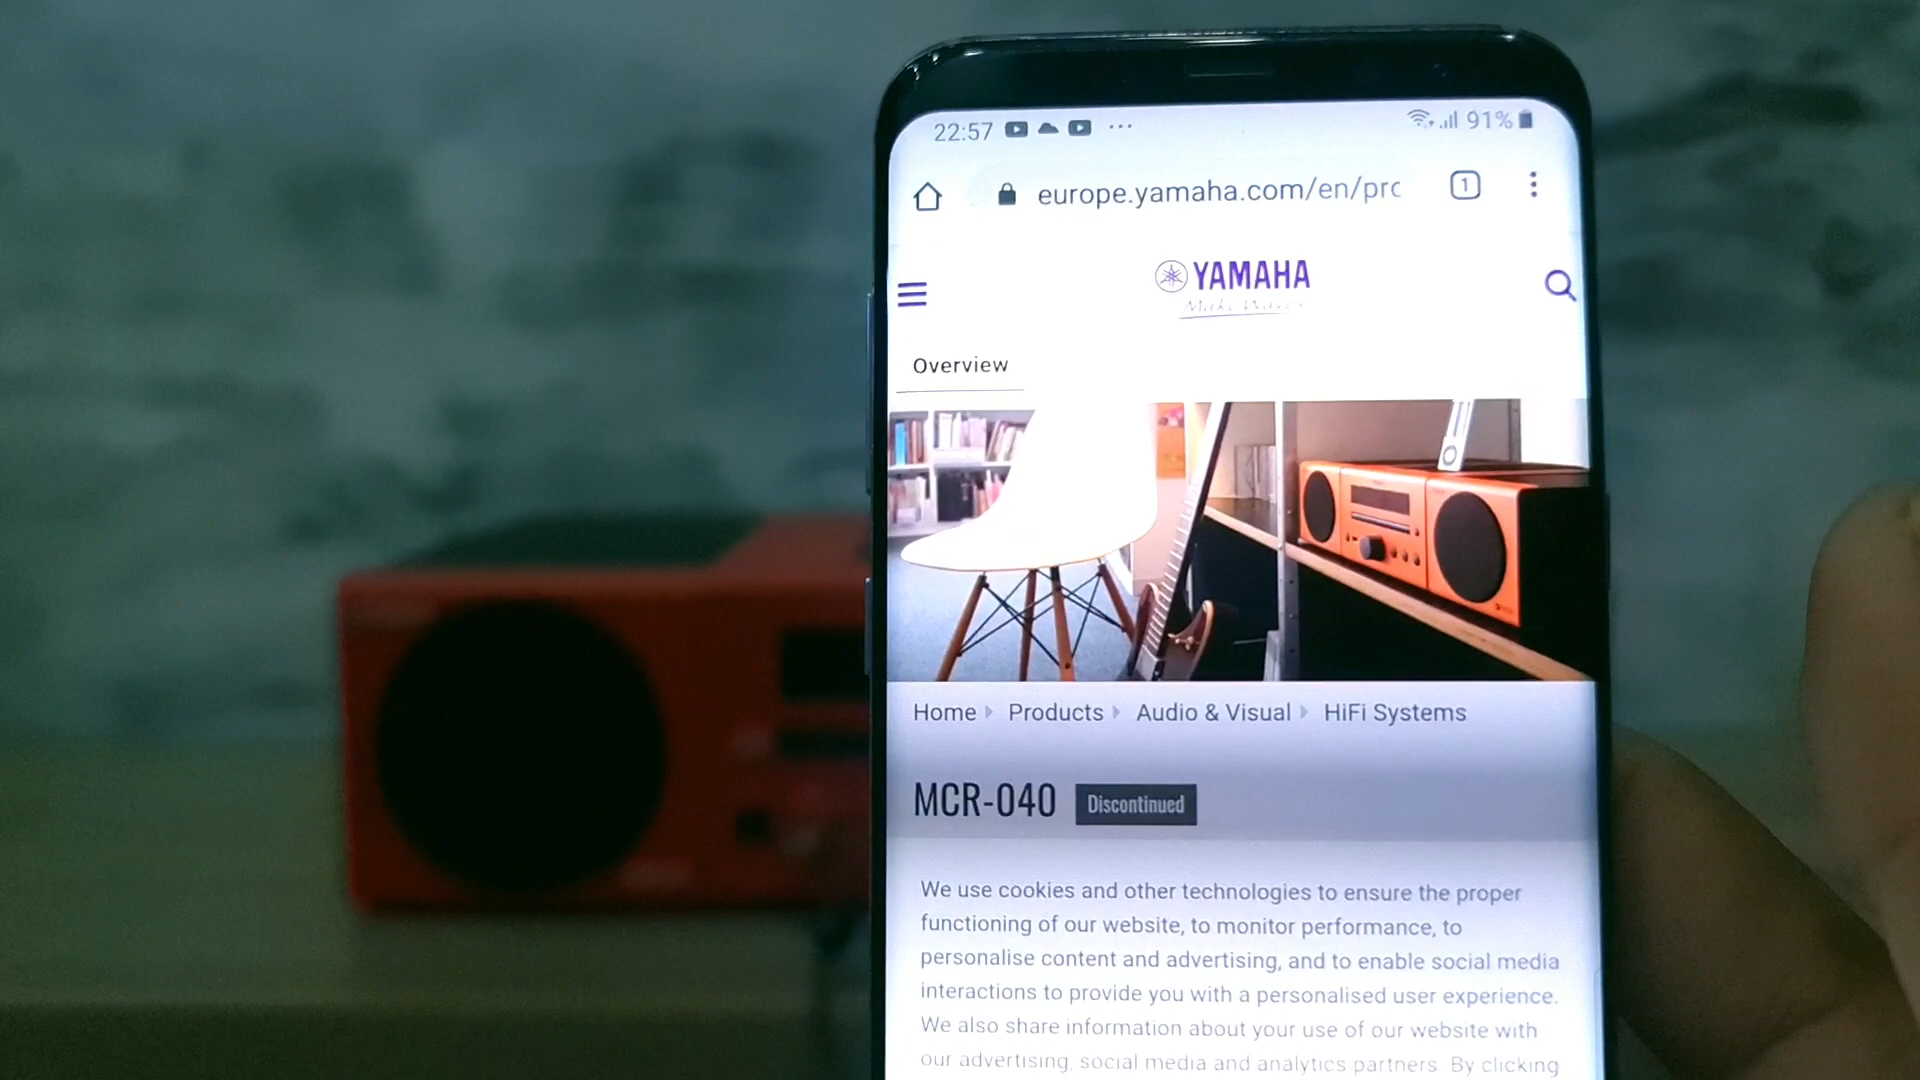 22:57 ... 91%
europe.yamaha.com/en/pro
1
YAMAHA
Make Waves
Overview
Home Products Audio & Visual HiFi Systems
MCR-040 Discontinued
We use cookies and other technologies to ensure the proper
functioning of our website, to monitor performance, to
personalise content and advertising, and to enable social media
interactions to provide you with a personalised user experience.
We also share information about your use of our website with
our advertising, social media and analytics partners. By clicking